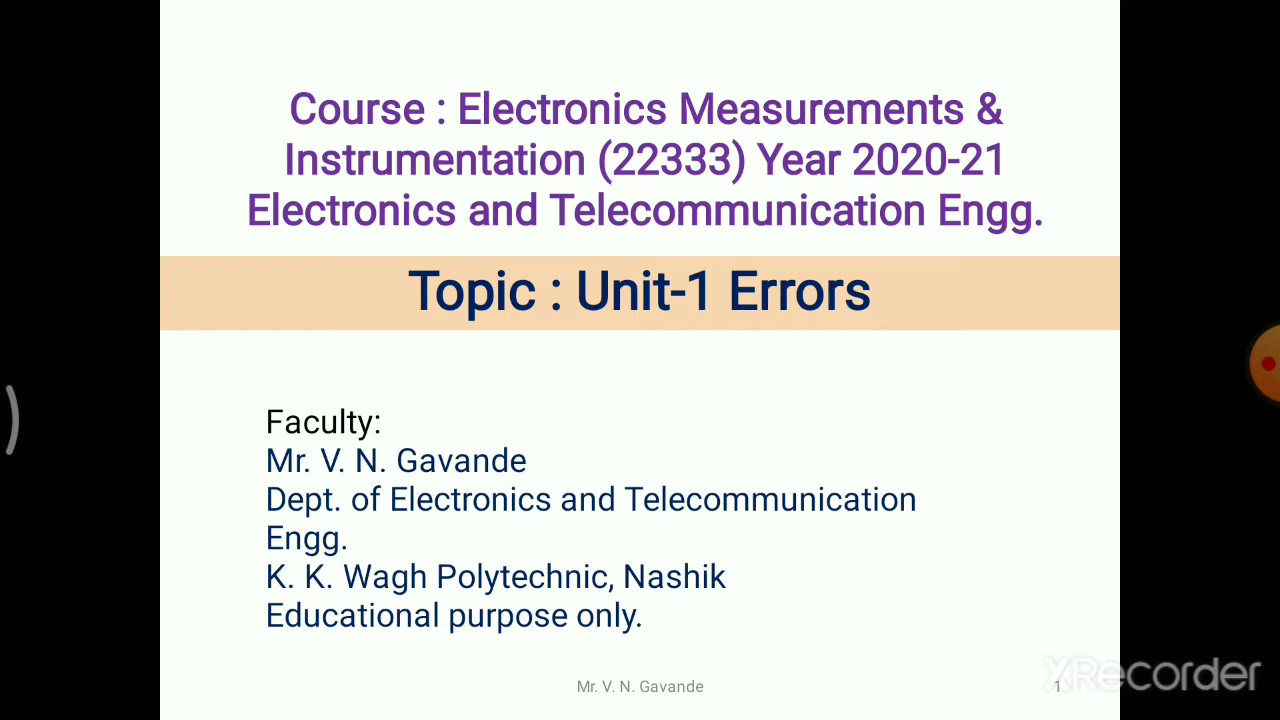 Course : Electronics Measurements &
Instrumentation (22333) Year 2020-21
Electronics and Telecommunication Engg.
Topic : Unit-1 Errors
Faculty:
Mr. V. N. Gavande
Dept. of Electronics and Telecommunication
Engg.
K. K. Wagh Polytechnic, Nashik
Educational purpose only.
Mr. V. N. Gavande
1
XRecorder